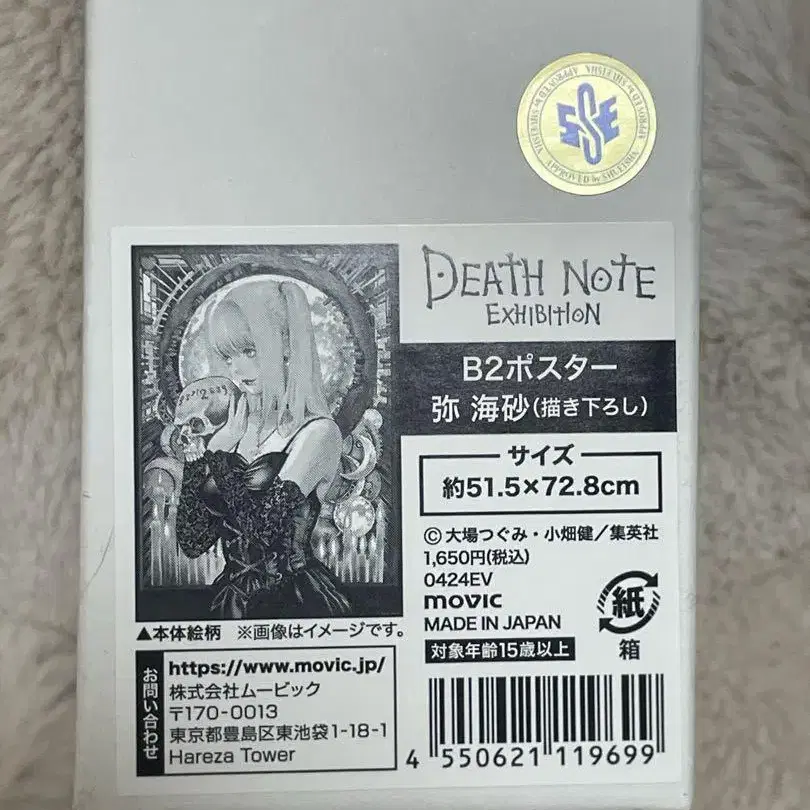 APPROVED by SHUEISHA APPROVED by SHUEISHA APPROVED by SHUEISHA
SSE
DEATH NOTE
EXHIBITION
B2ポスター
弥 海砂(描き下ろし)
サイズ
約51.5×72.8cm
©大場つぐみ・小畑健／集英社
1,650円(税込)
0424EV
movic
MADE IN JAPAN
対象年齢15歳以上
紙
箱
▲本体絵柄 ※画像はイメージです。
お問い合わせ
https://www.movic.jp/
株式会社ムービック
〒170-0013
東京都豊島区東池袋1-18-1
Hareza Tower
4 550621 119699